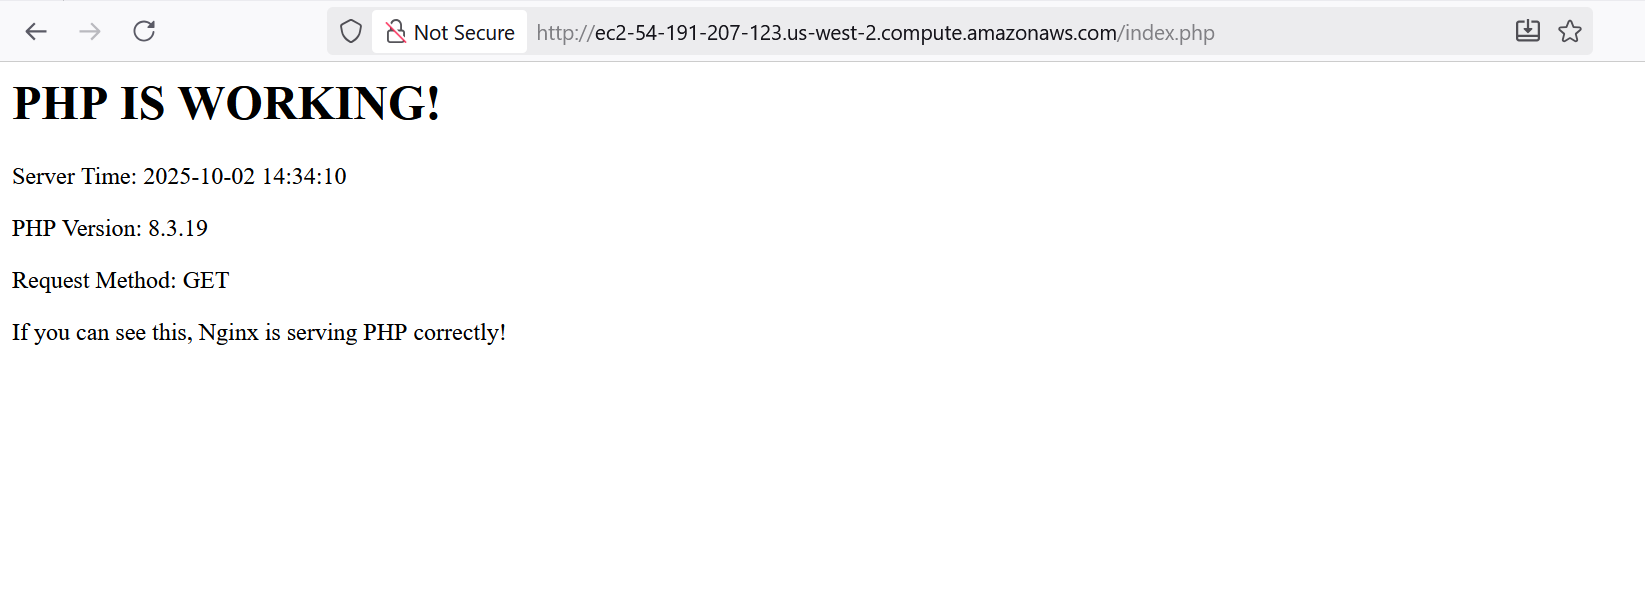 Not Secure http://ec2-54-191-207-123.us-west-2.compute.amazonaws.com/index.php
PHP IS WORKING!
Server Time: 2025-10-02 14:34:10
PHP Version: 8.3.19
Request Method: GET
If you can see this, Nginx is serving PHP correctly!